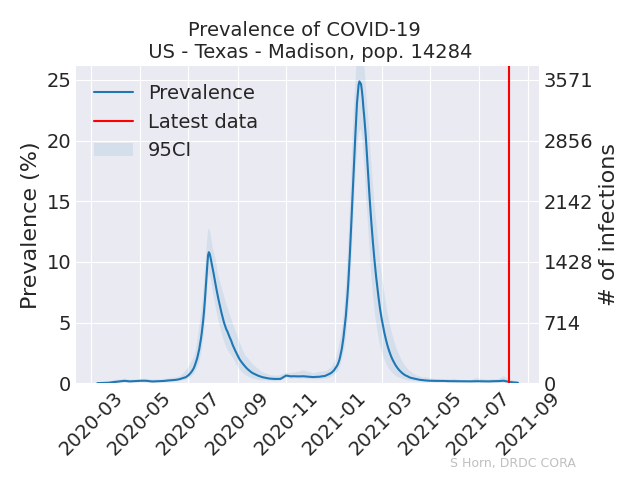 Prevalence of COVID-19
US - Texas - Madison, pop. 14284
Prevalence
Latest data
95CI
Prevalence (%)
25
20
15
10
5
0
3571
2856
2142
1428
714
0
# of infections
2020-03
2020-05
2020-07
2020-09
2020-11
2021-01
2021-03
2021-05
2021-07
2021-09
S Horn, DRDC CORA